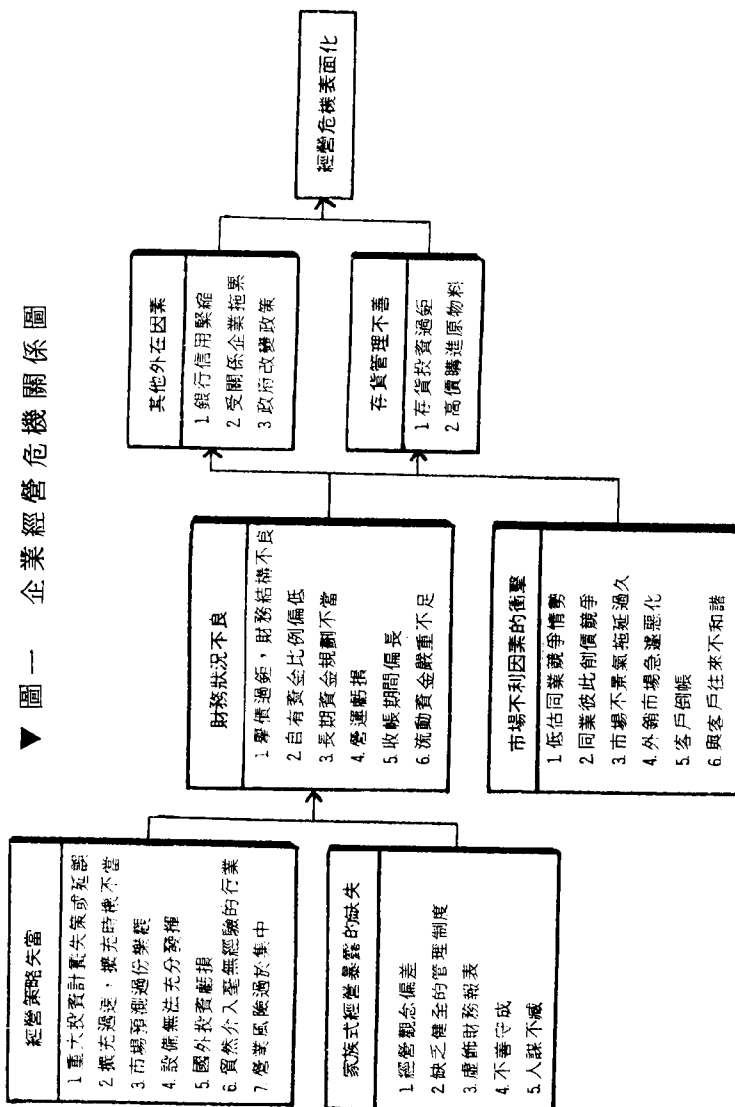 ▼ 圖一 企業經營危機關係圖
經營策略失當
1 重大投資計劃失策或延誤
2. 擴充過速，擴充時機不當
3. 市場預測過份樂觀
4. 設備無法充分發揮
5. 國外投資虧損
6. 貿然介入毫無經驗的行業
7. 營業風險過於集中
家族式經營暴露的缺失
1. 經營觀念偏差
2. 缺乏健全的管理制度
3. 虛飾財務報表
4. 不善守成
5. 人謀不臧
財務狀況不良
1 舉債過鉅，財務結構不良
2. 自有資金比例偏低
3. 長期資金規劃不當
4. 營運虧損
5. 收帳期間偏長
6. 流動資金嚴重不足
市場不利因素的衝擊
1 低估同業競爭情勢
2. 同業彼此削價競爭
3. 市場不景氣拖延過久
4. 外銷市場急遽惡化
5. 客戶倒帳
6. 與客戶往來不和諧
其他外在因素
1 銀行信用緊縮
2. 受關係企業拖累
3 政府改變政策
存貨管理不善
1 存貨投資過鉅
2. 高價購進原物料
經營危機表面化